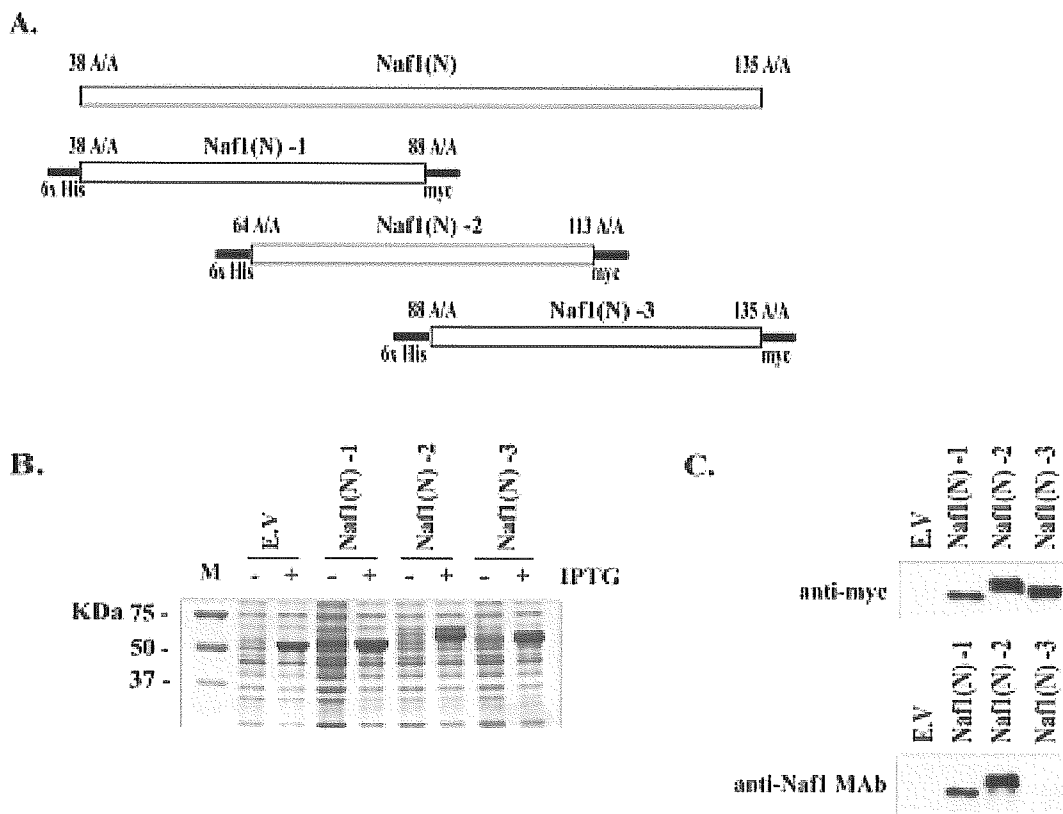 A.
38 A/A Naf1(N) 135 A/A
38 A/A Naf1(N) -1 88 A/A
6x His myc
64 A/A Naf1(N) -2 113 A/A
6x His myc
88 A/A Naf1(N) -3 135 A/A
6x His myc
B.
E.V Naf1(N) -1 Naf1(N) -2 Naf1(N) -3
M - + - + - + - + IPTG
KDa 75 -
50 -
37 -
C.
E.V Naf1(N) -1 Naf1(N) -2 Naf1(N) -3
anti-myc
E.V Naf1(N) -1 Naf1(N) -2 Naf1(N) -3
anti-Naf1 MAb